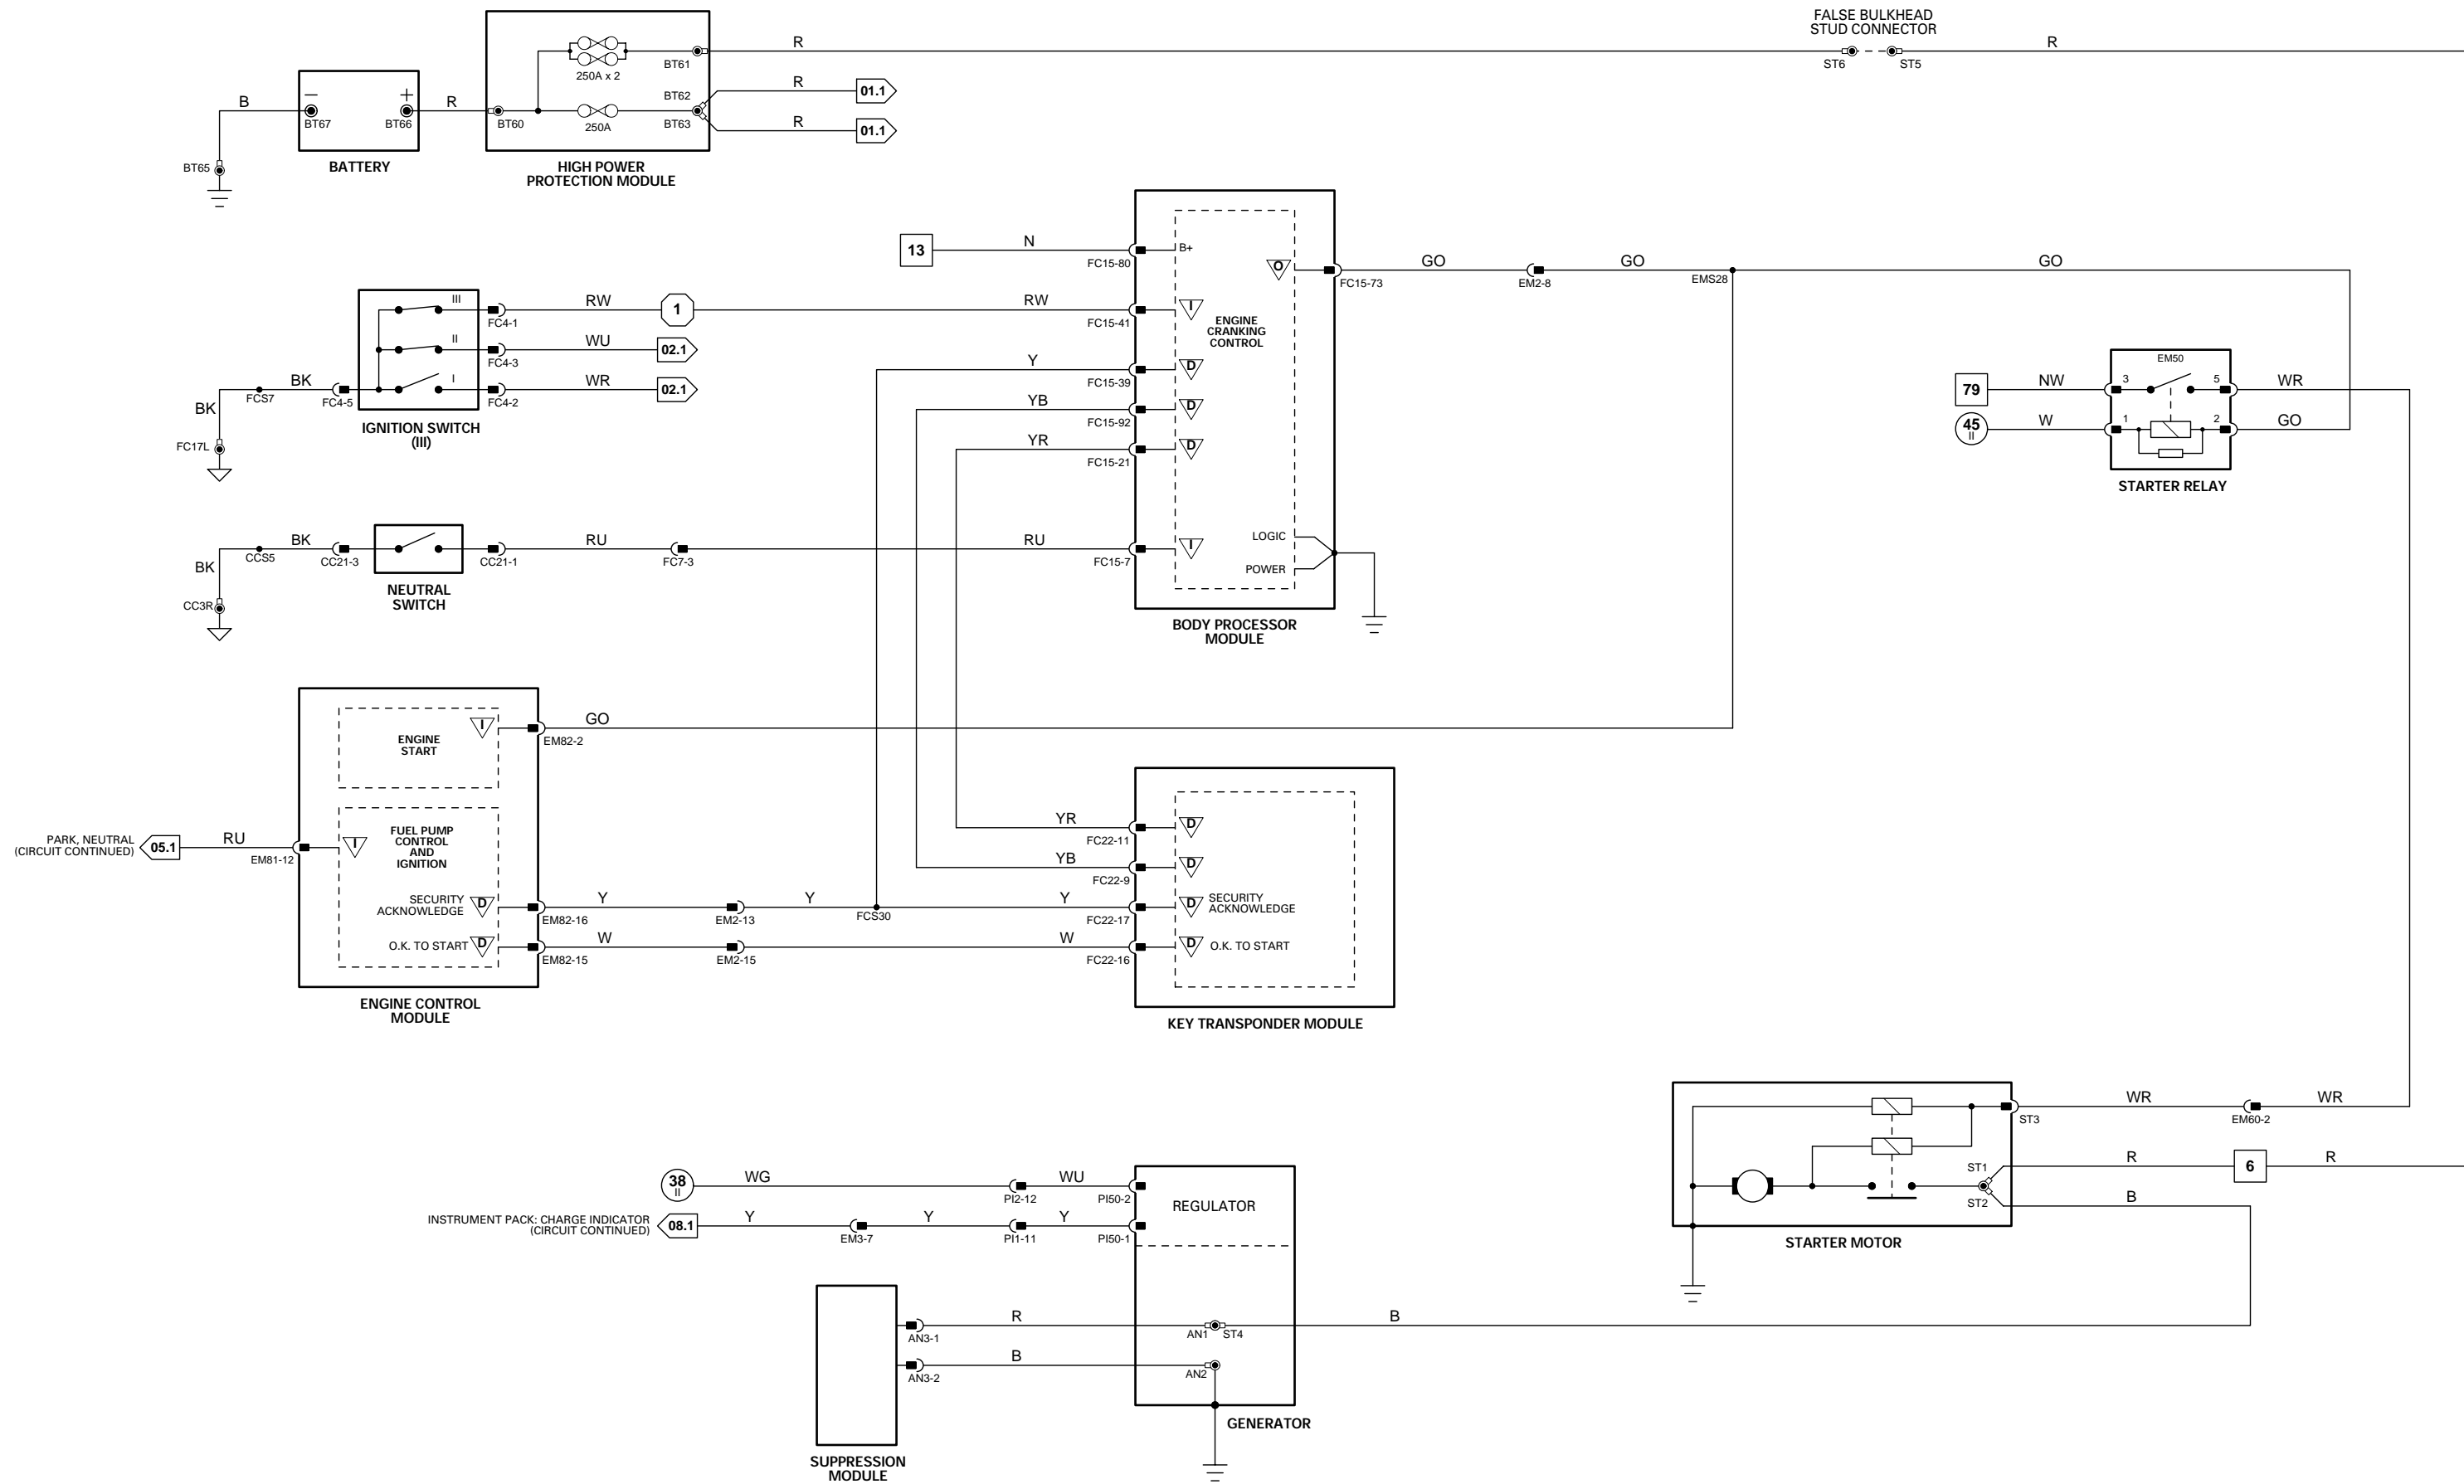 FALSE BULKHEAD
STUD CONNECTOR
R
R
ST6
ST5
250A x 2
BT61
R
01.1
BT62
B
BT67
BT66
R
BT60
250A
BT63
R
01.1
BATTERY
HIGH POWER
PROTECTION MODULE
BT65
13
N
FC15-80
B+
O
FC15-73
GO
EM2-8
GO
EMS28
GO
III
FC4-1
RW
1
RW
FC15-41
I
ENGINE
CRANKING
CONTROL
II
FC4-3
WU
02.1
Y
FC15-39
D
I
FC4-2
WR
02.1
BK
FCS7
BK
FC4-5
FC17L
IGNITION SWITCH
(III)
YB
FC15-92
D
YR
FC15-21
D
EM50
79
NW
3
5
WR
45
II
W
1
2
GO
STARTER RELAY
BK
CCS5
BK
CC21-3
CC21-1
RU
FC7-3
RU
FC15-7
I
LOGIC
POWER
CC3R
NEUTRAL
SWITCH
BODY PROCESSOR
MODULE
ENGINE
START
I
EM82-2
GO
PARK, NEUTRAL
(CIRCUIT CONTINUED)
05.1
RU
EM81-12
I
FUEL PUMP
CONTROL
AND
IGNITION
YR
FC22-11
D
YB
FC22-9
D
SECURITY
ACKNOWLEDGE
D
EM82-16
Y
EM2-13
Y
FCS30
Y
FC22-17
D
SECURITY
ACKNOWLEDGE
O.K. TO START
D
EM82-15
W
EM2-15
W
FC22-16
D
O.K. TO START
ENGINE CONTROL
MODULE
KEY TRANSPONDER MODULE
ST3
WR
EM60-2
WR
ST1
R
6
R
ST2
B
STARTER MOTOR
38
II
WG
PI2-12
WU
PI50-2
REGULATOR
INSTRUMENT PACK: CHARGE INDICATOR
(CIRCUIT CONTINUED)
08.1
Y
EM3-7
Y
PI1-11
Y
PI50-1
AN3-1
R
AN1
ST4
B
AN3-2
B
AN2
GENERATOR
SUPPRESSION
MODULE